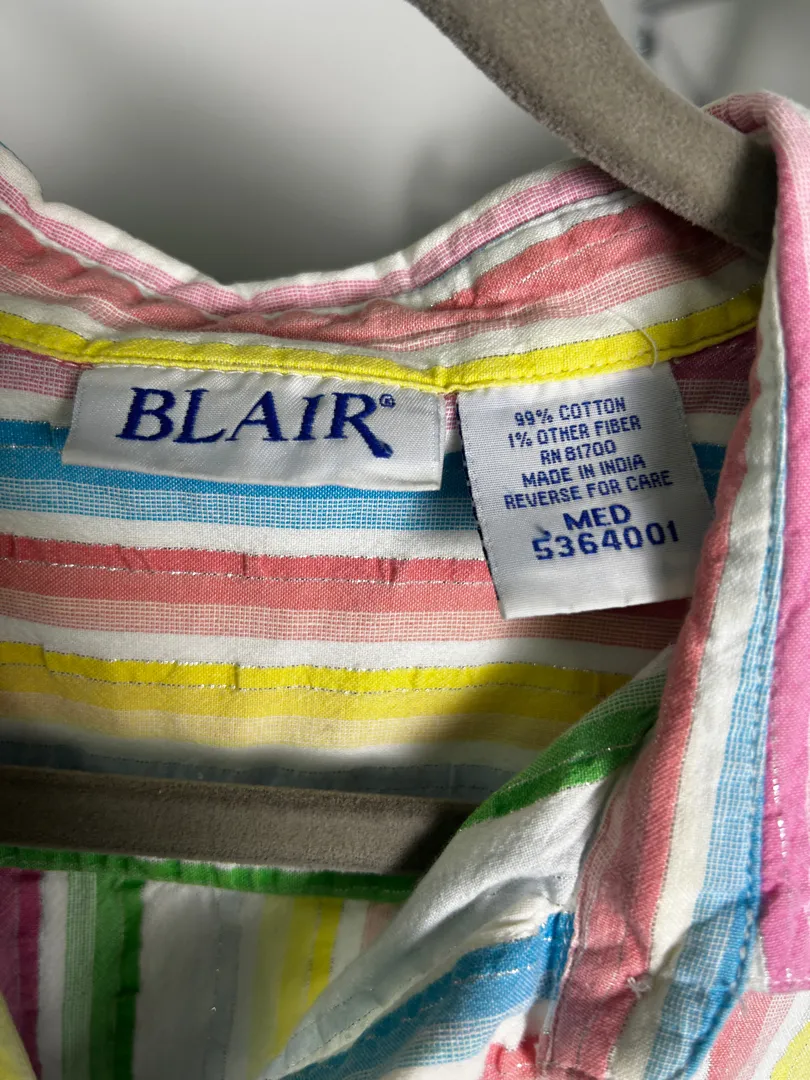 BLAIR®
99% COTTON
1% OTHER FIBER
RN 81700
MADE IN INDIA
REVERSE FOR CARE
MED
5364001